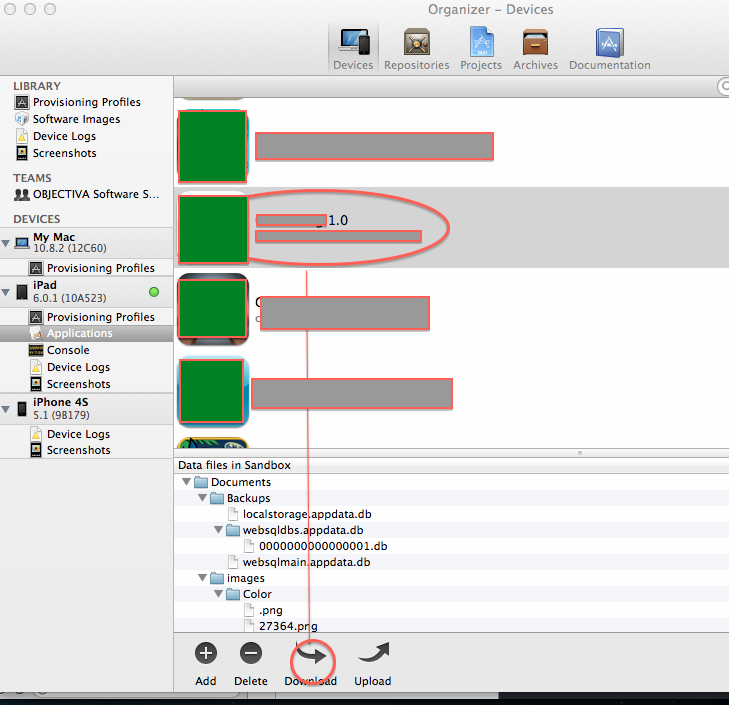 Organizer – Devices
Devices
Repositories
Projects
Archives
Documentation
LIBRARY
Provisioning Profiles
Software Images
Device Logs
Screenshots
TEAMS
OBJECTIVA Software S...
DEVICES
My Mac
10.8.2 (12C60)
Provisioning Profiles
iPad
6.0.1 (10A523)
Provisioning Profiles
Applications
Console
Device Logs
Screenshots
iPhone 4S
5.1 (9B179)
Device Logs
Screenshots
1.0
Data files in Sandbox
Documents
Backups
localstorage.appdata.db
websqldbs.appdata.db
0000000000000001.db
websqlmain.appdata.db
images
Color
.png
27364.png
Add
Delete
Download
Upload